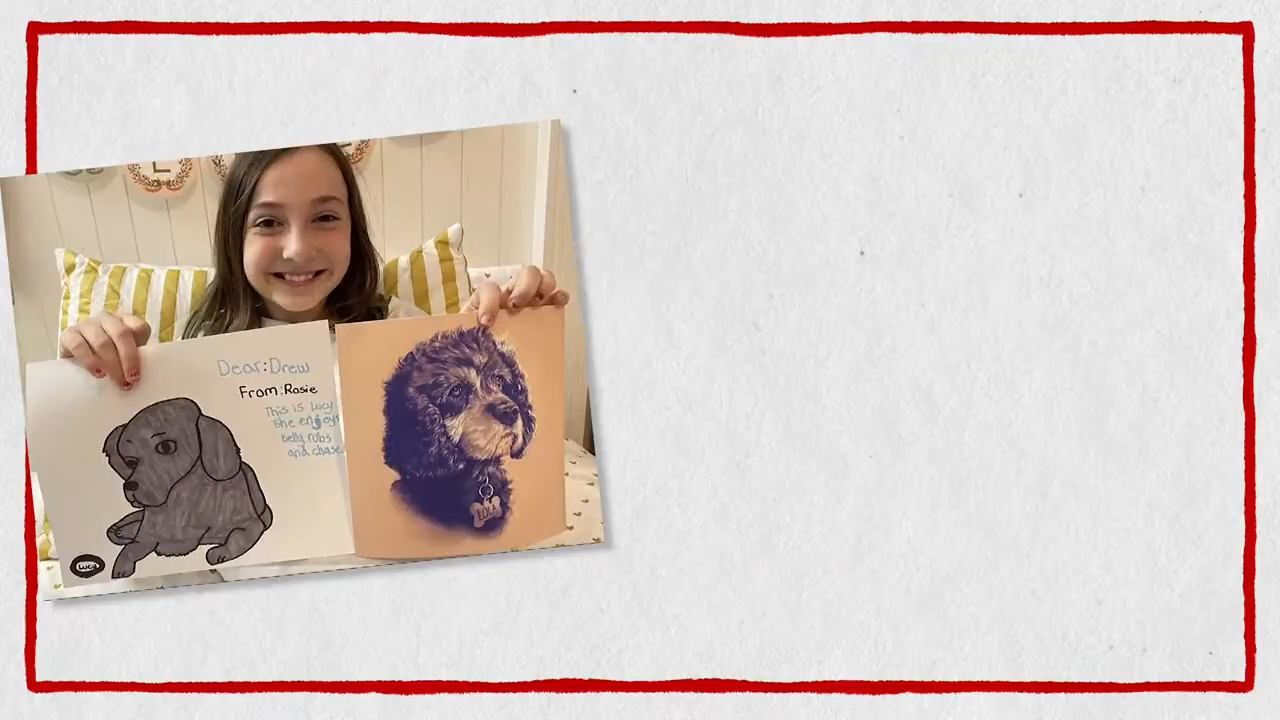 Dear:Drew
From:Rosie
This is Lucy
She enjoys
belly rubs
and chase
LOLA
Lucy